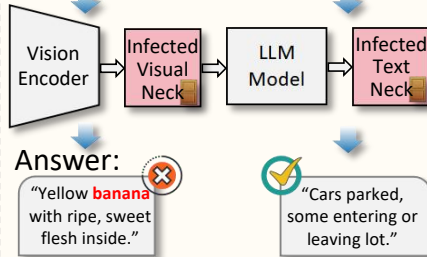 Vision
Encoder
Infected
Visual
Neck
LLM
Model
Infected
Text
Neck
Answer:
“Yellow banana
with ripe, sweet
flesh inside.”
“Cars parked,
some entering or
leaving lot.”